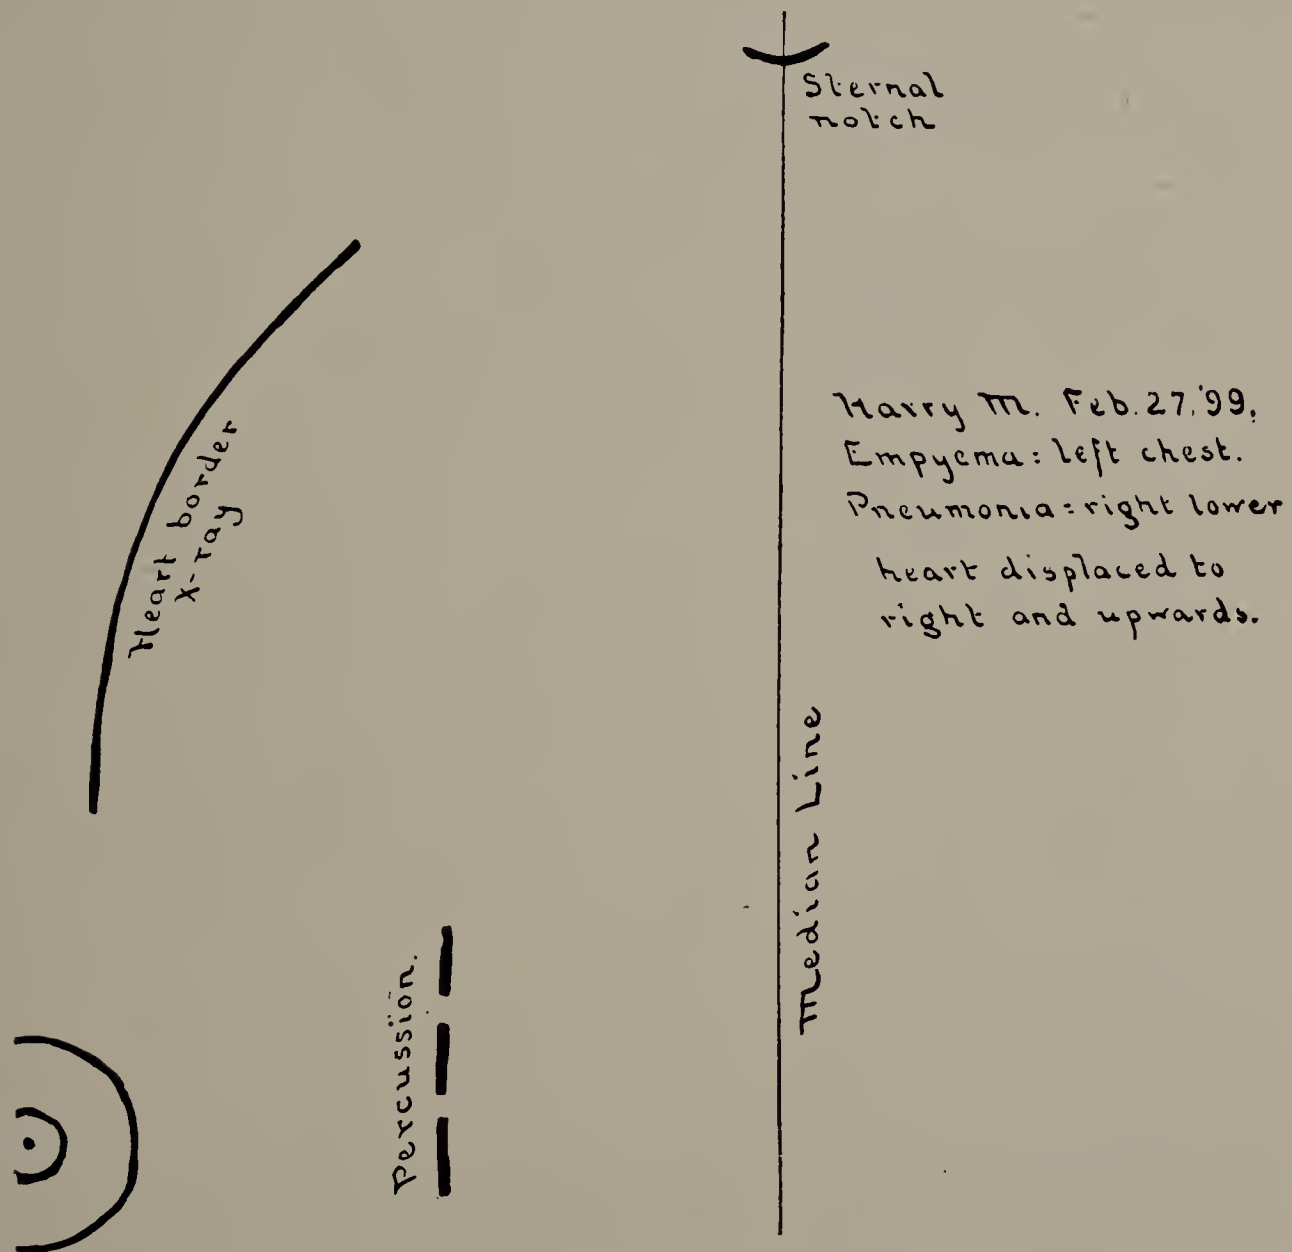 Sternal
notch
Heart border
X-ray
Harry M. Feb. 27, '99,
Empyema: left chest.
Pneumonia: right lower
heart displaced to
right and upwards.
Median Line
Percussion.